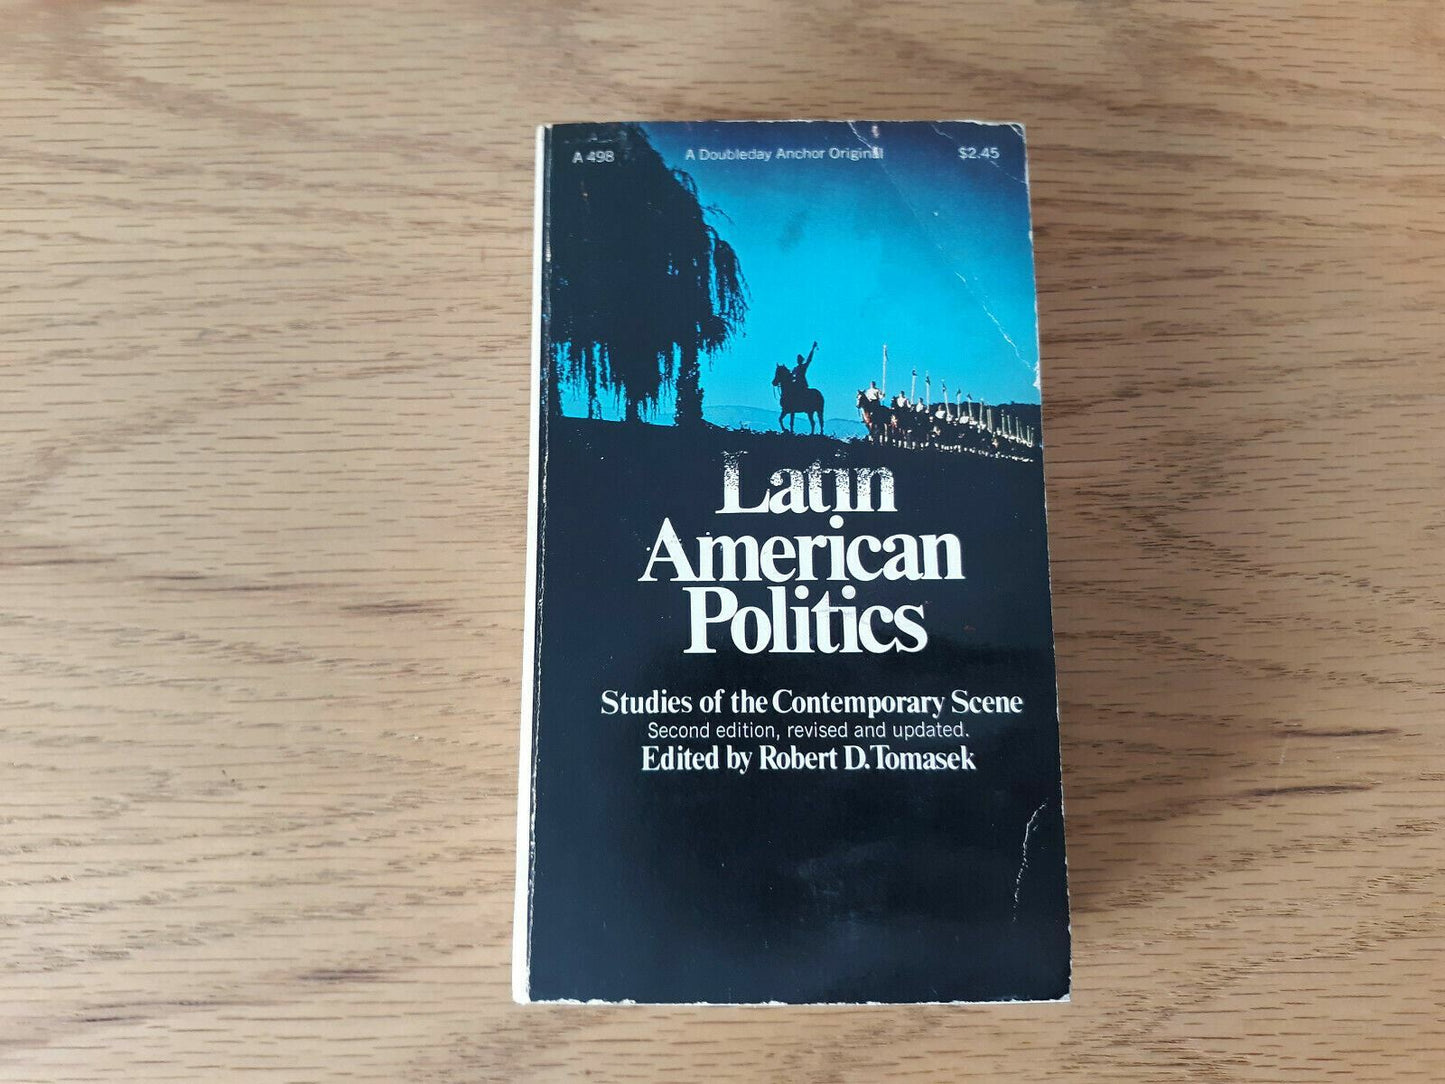 A 498 A Doubleday Anchor Original $2.45
Latin
American
Politics
Studies of the Contemporary Scene
Second edition, revised and updated.
Edited by Robert D. Tomasek